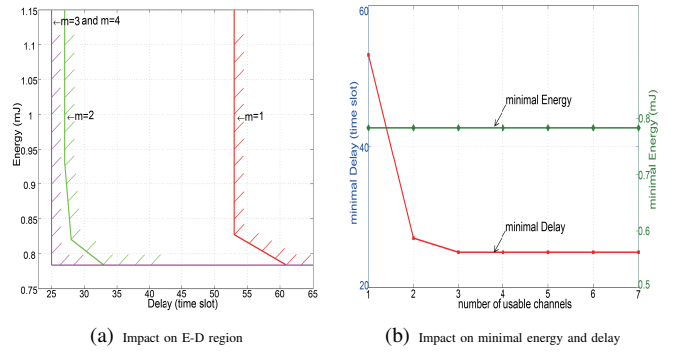 1.15
1.1
1.05
1
0.95
0.9
0.85
0.8
0.75
Energy (mJ)
←m=3 and m=4
←m=2
←m=1
25 30 35 40 45 50 55 60 65
Delay (time slot)
(a) Impact on E-D region
60
40
20
minimal Delay (time slot)
minimal Energy
minimal Delay
0.8
0.7
0.6
0.5
minimal Energy (mJ)
1 2 3 4 5 6 7
number of usable channels
(b) Impact on minimal energy and delay